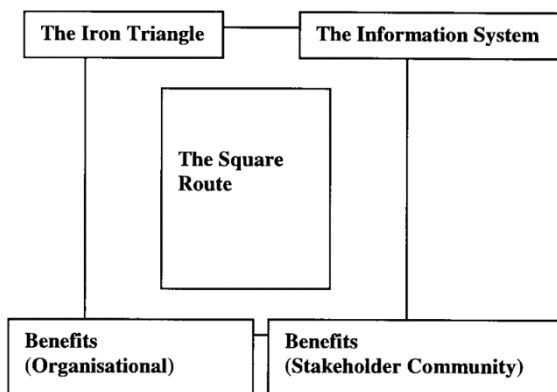 The Iron Triangle
The Information System
The Square
Route
Benefits
(Organisational)
Benefits
(Stakeholder Community)